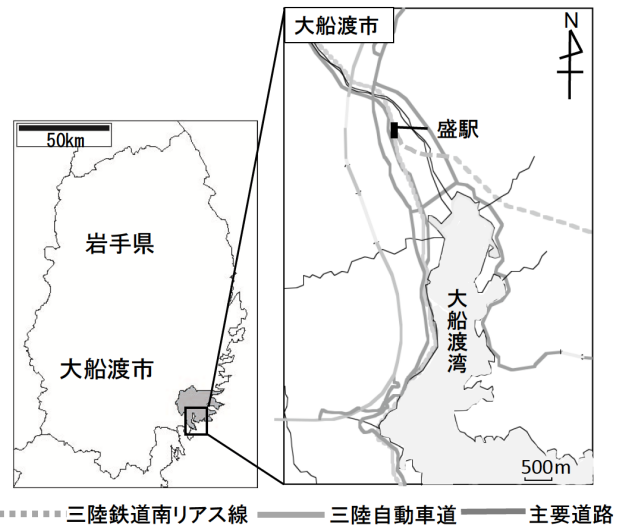 50km
岩手県
大船渡市
大船渡市
N
盛駅
大船渡湾
500m
三陸鉄道南リアス線
三陸自動車道
主要道路